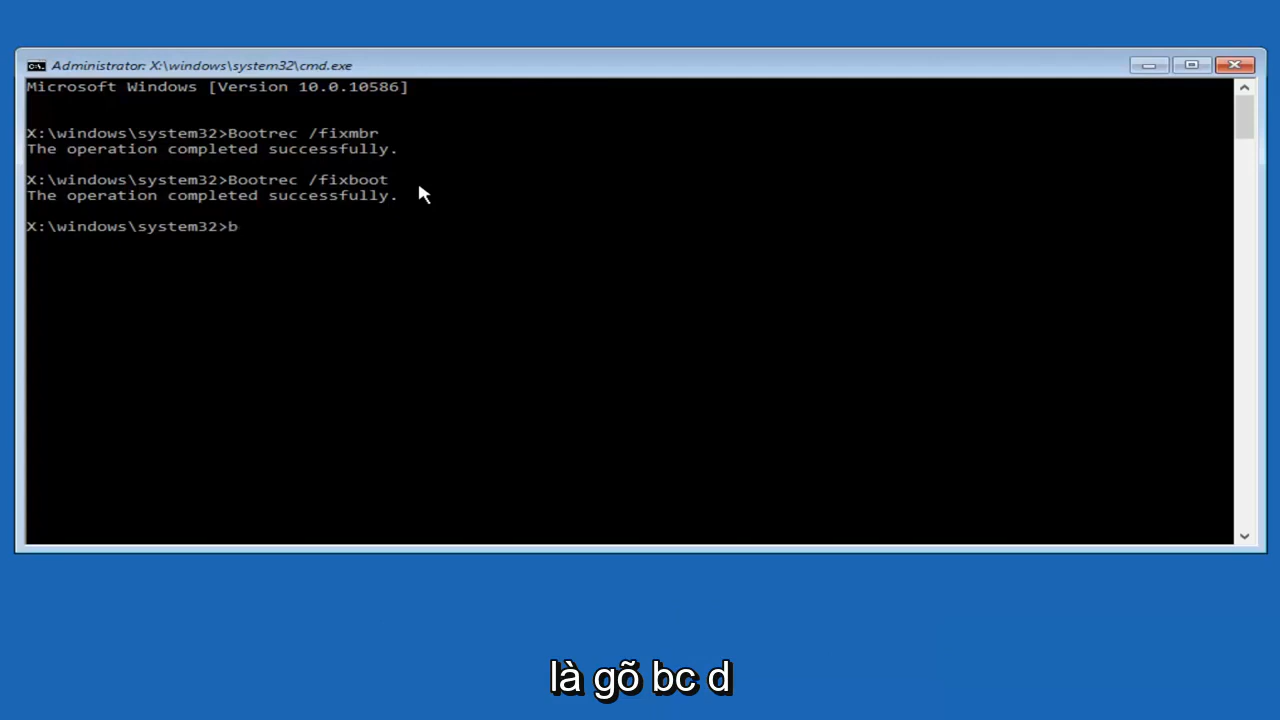 Administrator: X:\windows\system32\cmd.exe
Microsoft Windows [Version 10.0.10586]
X:\windows\system32>Bootrec /fixmbr
The operation completed successfully.
X:\windows\system32>Bootrec /fixboot
The operation completed successfully.
X:\windows\system32>b
là gõ bc d